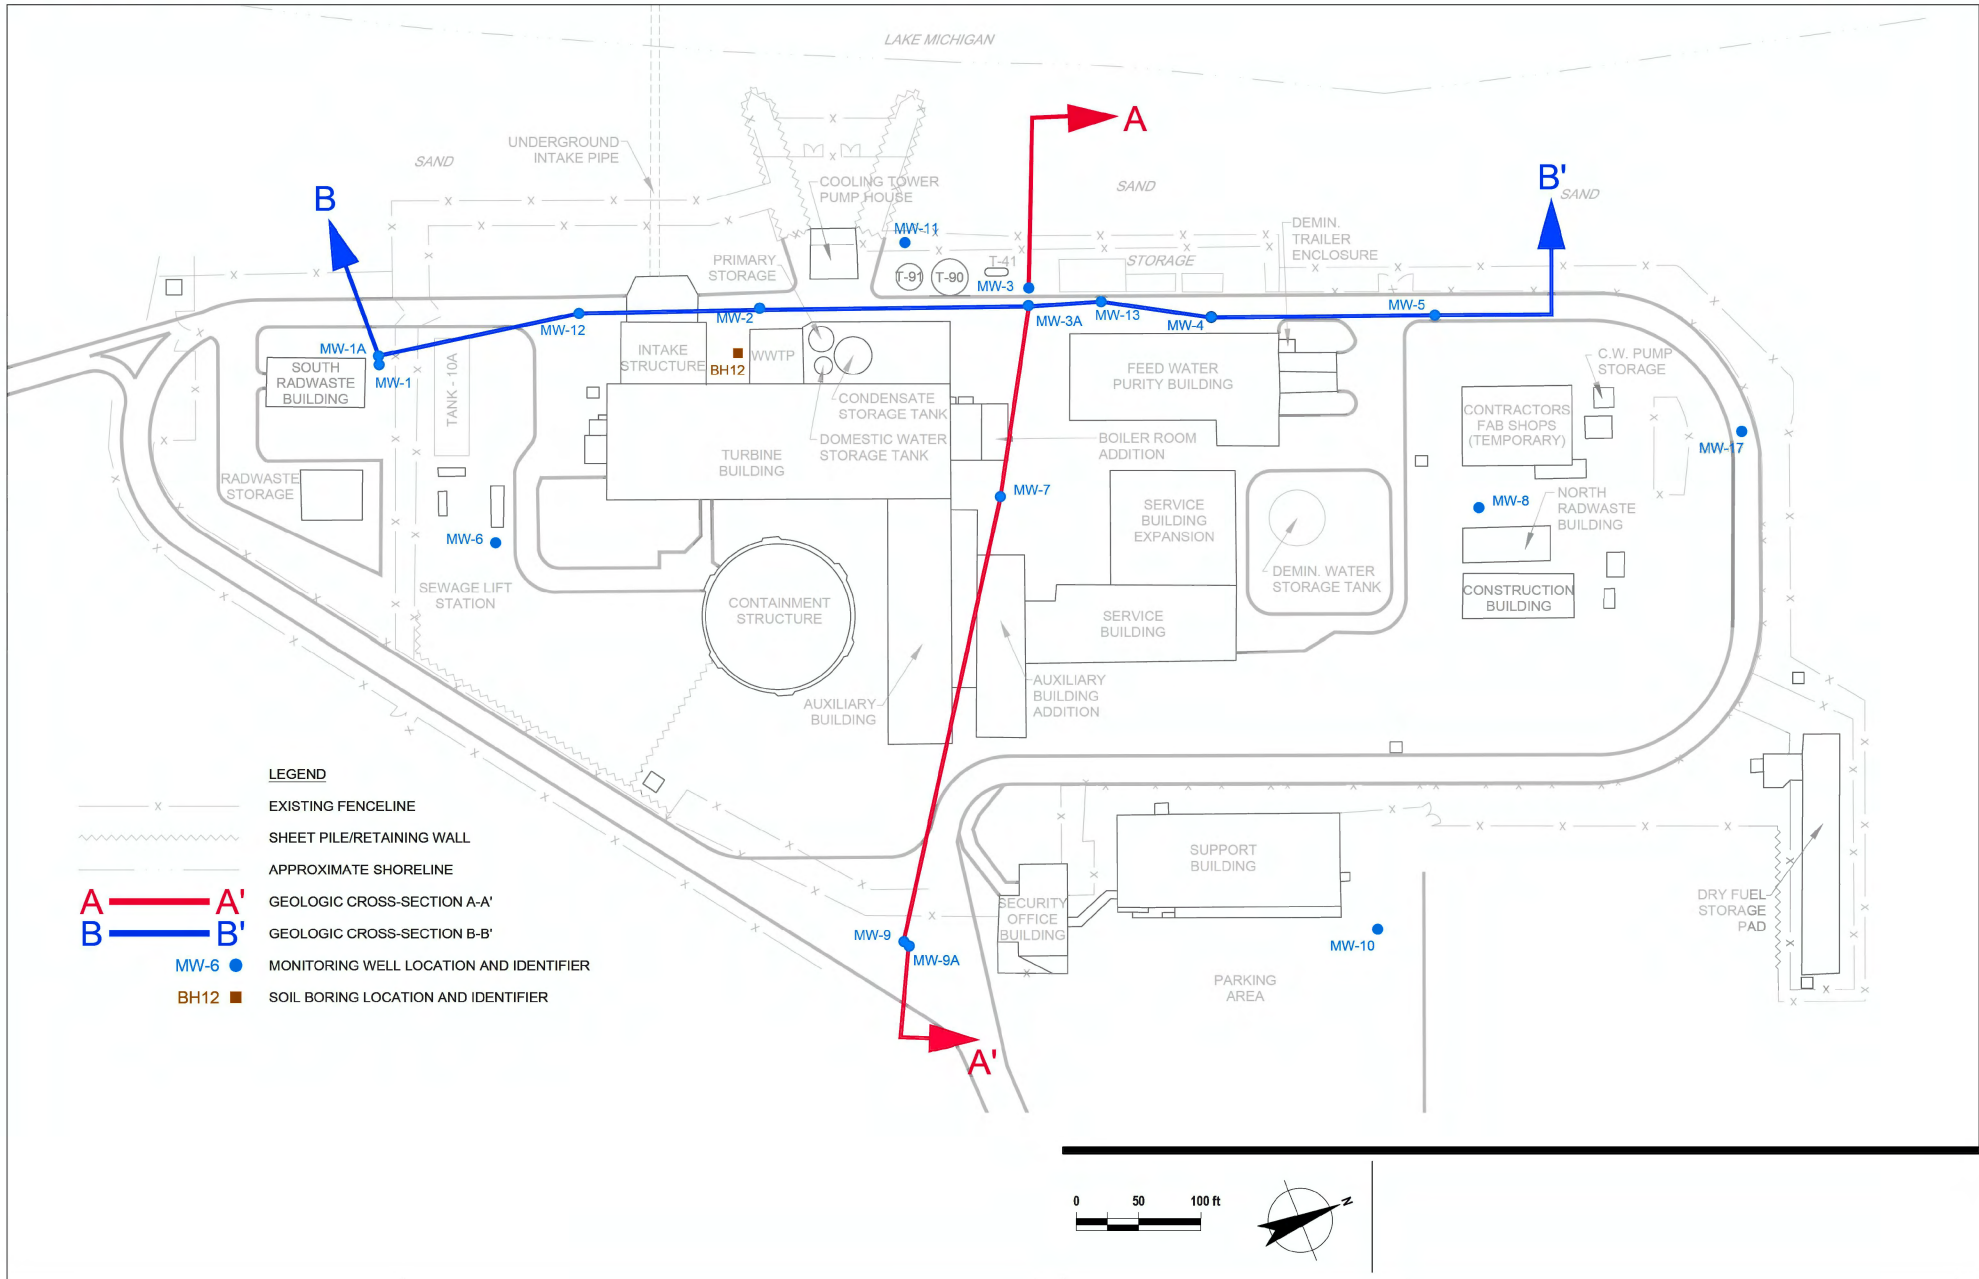 LAKE MICHIGAN
A
UNDERGROUND
INTAKE PIPE
SAND
COOLING TOWER
PUMP HOUSE
SAND
B
B'
SAND
MW-11
DEMIN.
TRAILER
ENCLOSURE
PRIMARY
STORAGE
T-91
T-90
T-41
STORAGE
MW-3
MW-12
MW-2
MW-3A
MW-13
MW-4
MW-5
MW-1A
MW-1
SOUTH
RADWASTE
BUILDING
TANK - 10A
INTAKE
STRUCTURE
BH12
WWTP
FEED WATER
PURITY BUILDING
C.W. PUMP
STORAGE
CONDENSATE
STORAGE TANK
DOMESTIC WATER
STORAGE TANK
BOILER ROOM
ADDITION
CONTRACTORS
FAB SHOPS
(TEMPORARY)
MW-17
TURBINE
BUILDING
RADWASTE
STORAGE
MW-7
SERVICE
BUILDING
EXPANSION
MW-8
NORTH
RADWASTE
BUILDING
MW-6
SEWAGE LIFT
STATION
DEMIN. WATER
STORAGE TANK
CONTAINMENT
STRUCTURE
SERVICE
BUILDING
CONSTRUCTION
BUILDING
AUXILIARY
BUILDING
AUXILIARY
BUILDING
ADDITION
SUPPORT
BUILDING
SECURITY
OFFICE
BUILDING
DRY FUEL
STORAGE
PAD
MW-9
MW-9A
MW-10
PARKING
AREA
A'
LEGEND
EXISTING FENCELINE
SHEET PILE/RETAINING WALL
APPROXIMATE SHORELINE
A A' GEOLOGIC CROSS-SECTION A-A'
B B' GEOLOGIC CROSS-SECTION B-B'
MW-6 MONITORING WELL LOCATION AND IDENTIFIER
BH12 SOIL BORING LOCATION AND IDENTIFIER
0 50 100 ft
N